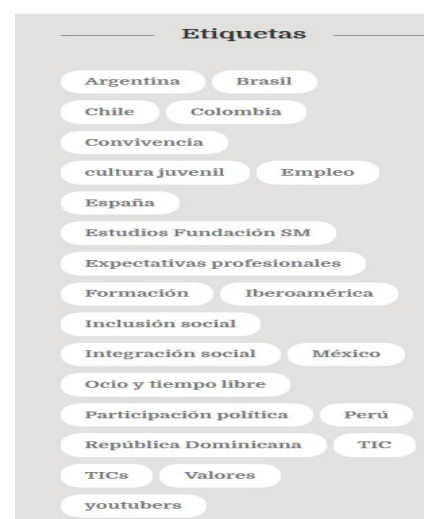 Etiquetas
Argentina Brasil
Chile Colombia
Convivencia
cultura juvenil Empleo
España
Estudios Fundación SM
Expectativas profesionales
Formación Iberoamérica
Inclusión social
Integración social México
Ocio y tiempo libre
Participación política Perú
República Dominicana TIC
TICs Valores
youtubers